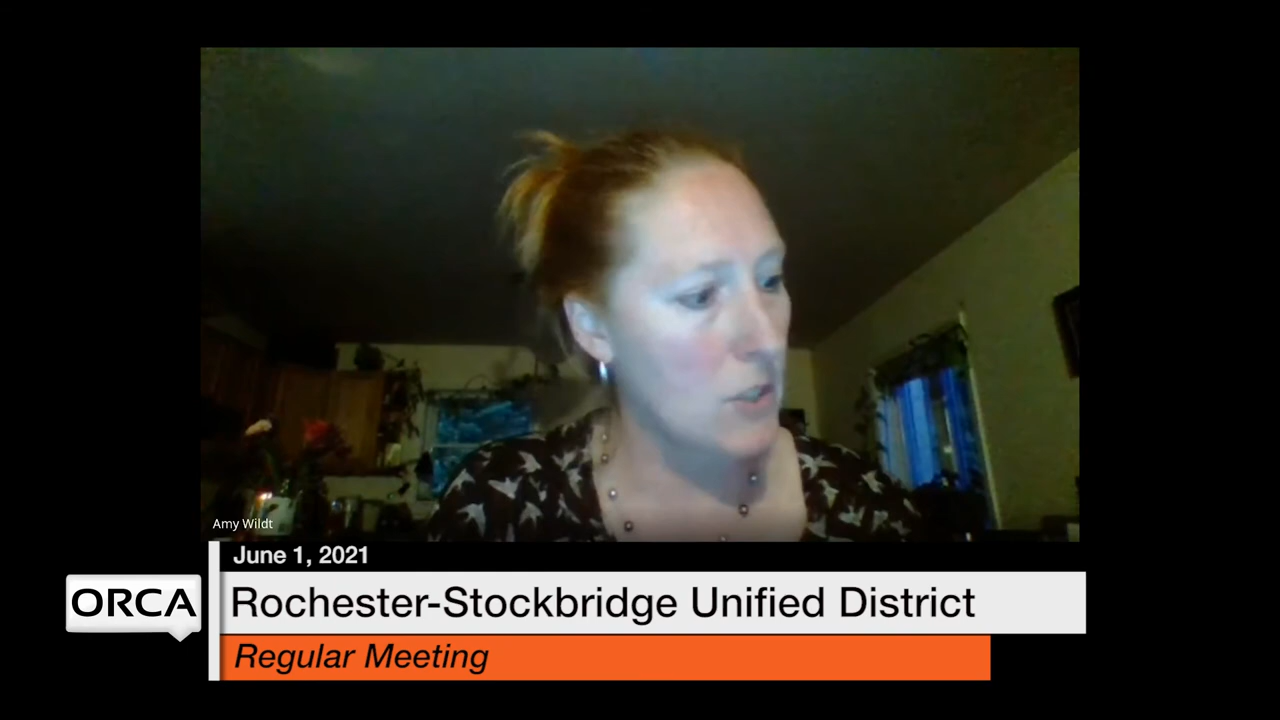 Amy Wildt
June 1, 2021
ORCA
Rochester-Stockbridge Unified District
Regular Meeting